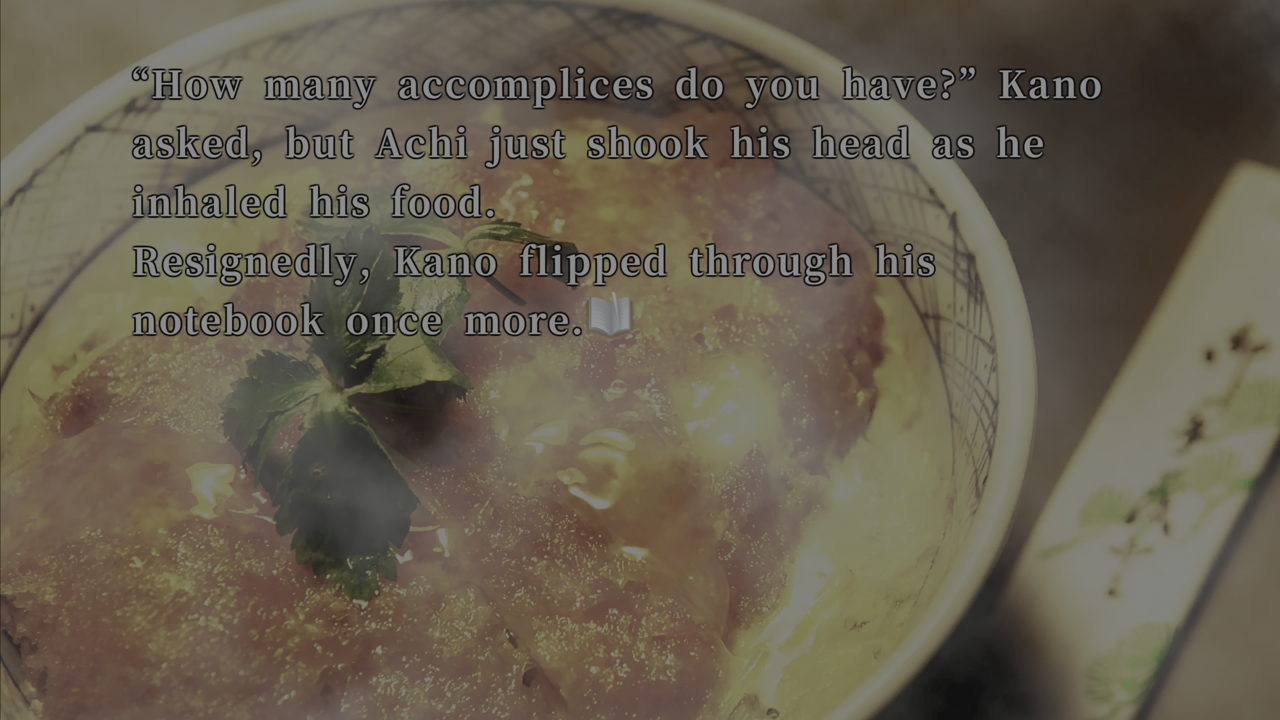 “How many accomplices do you have?” Kano
asked, but Achi just shook his head as he
inhaled his food.
Resignedly, Kano flipped through his
notebook once more.